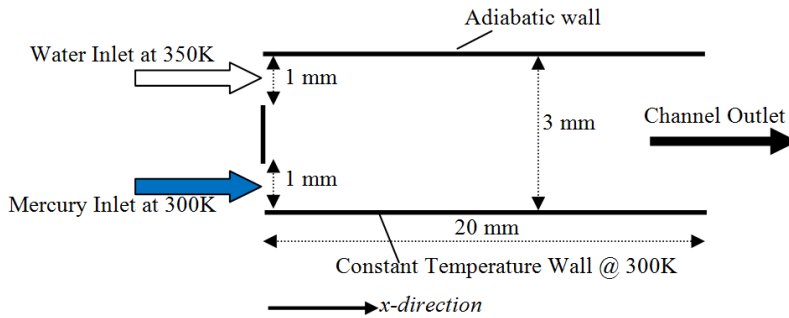 Adiabatic wall
Water Inlet at 350K
1 mm
Channel Outlet
3 mm
1 mm
Mercury Inlet at 300K
20 mm
Constant Temperature Wall @ 300K
x-direction